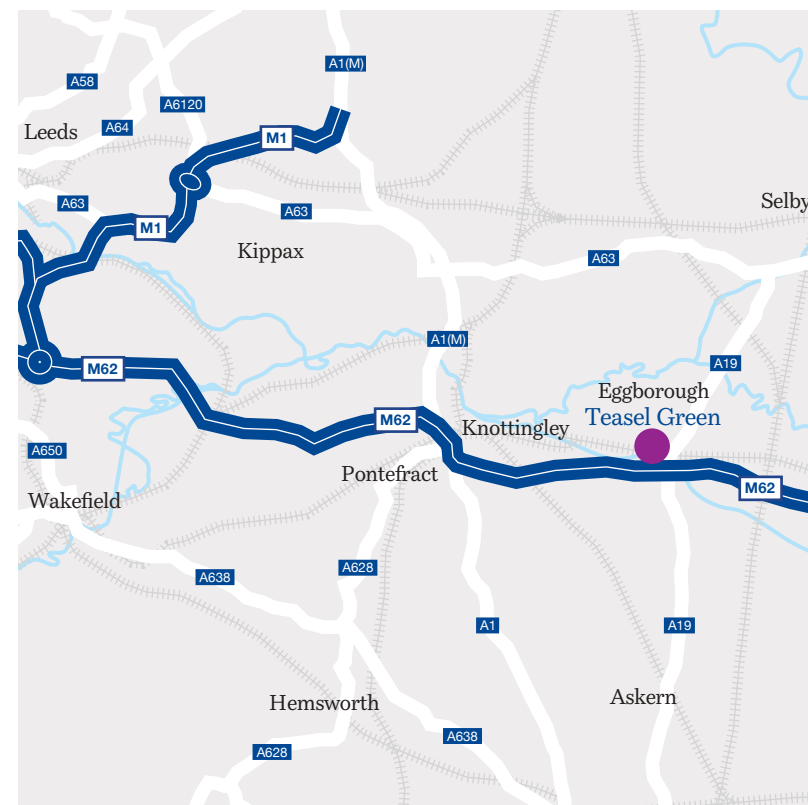 A1(M)
A58
A6120
Leeds
A64
M1
Selby
A63
A63
M1
Kippax
A63
A1(M)
A19
M62
Eggborough
Teasel Green
M62
Knottingley
A650
Pontefract
M62
Wakefield
A628
A638
A1
A19
Hemsworth
Askern
A638
A628